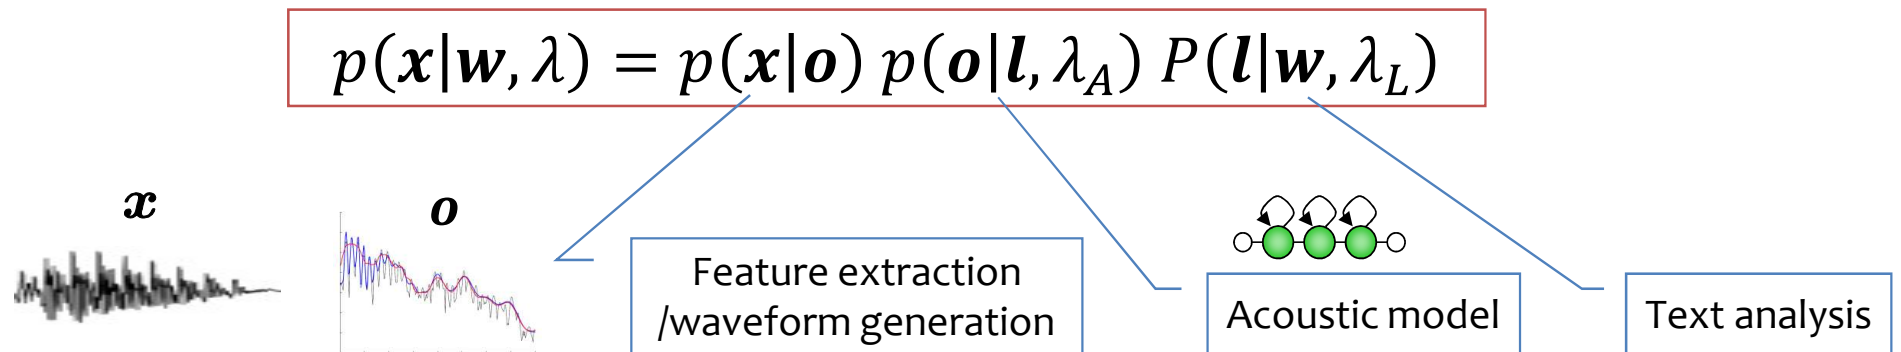 p(x|w, λ) = p(x|o) p(o|l, λ_A) P(l|w, λ_L)
x
o
Feature extraction
/waveform generation
Acoustic model
Text analysis